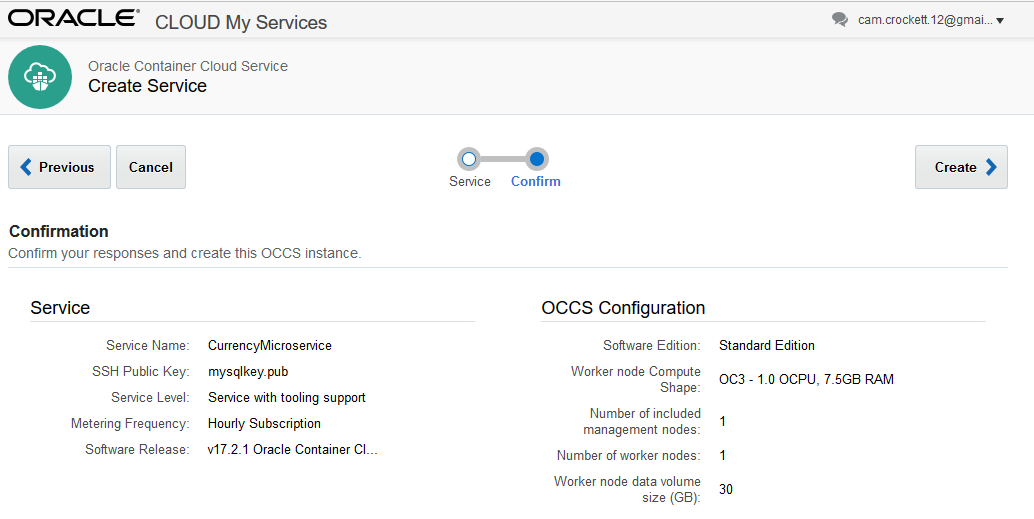 ORACLE® CLOUD My Services
cam.crockett.12@gmai...
Oracle Container Cloud Service
Create Service
Previous
Cancel
Service
Confirm
Create
Confirmation
Confirm your responses and create this OCCS instance.
Service
Service Name: CurrencyMicroservice
SSH Public Key: mysqlkey.pub
Service Level: Service with tooling support
Metering Frequency: Hourly Subscription
Software Release: v17.2.1 Oracle Container Cl...
OCCS Configuration
Software Edition: Standard Edition
Worker node Compute
Shape: OC3 - 1.0 OCPU, 7.5GB RAM
Number of included
management nodes: 1
Number of worker nodes: 1
Worker node data volume
size (GB): 30